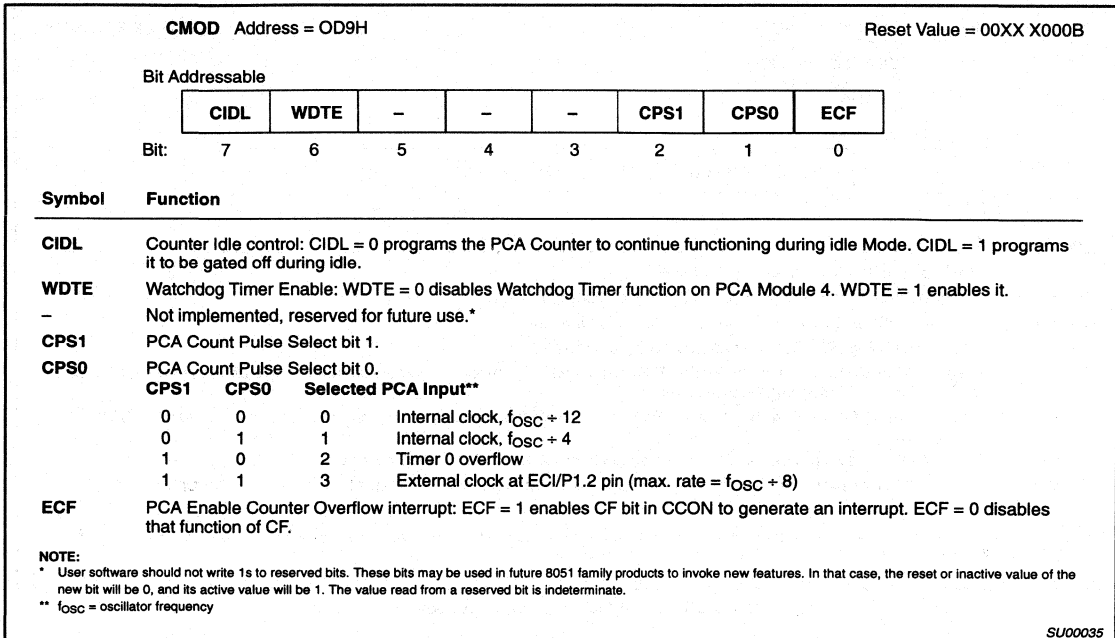 CMOD Address = OD9H Reset Value = 00XX X000B
Bit Addressable
CIDL WDTE – – – CPS1 CPS0 ECF
Bit: 7 6 5 4 3 2 1 0
Symbol Function
CIDL Counter Idle control: CIDL = 0 programs the PCA Counter to continue functioning during idle Mode. CIDL = 1 programs
it to be gated off during idle.
WDTE Watchdog Timer Enable: WDTE = 0 disables Watchdog Timer function on PCA Module 4. WDTE = 1 enables it.
– Not implemented, reserved for future use.*
CPS1 PCA Count Pulse Select bit 1.
CPS0 PCA Count Pulse Select bit 0.
CPS1 CPS0 Selected PCA Input**
0 0 0 Internal clock, fOSC ÷ 12
0 1 1 Internal clock, fOSC ÷ 4
1 0 2 Timer 0 overflow
1 1 3 External clock at ECI/P1.2 pin (max. rate = fOSC ÷ 8)
ECF PCA Enable Counter Overflow interrupt: ECF = 1 enables CF bit in CCON to generate an interrupt. ECF = 0 disables
that function of CF.
NOTE:
* User software should not write 1s to reserved bits. These bits may be used in future 8051 family products to invoke new features. In that case, the reset or inactive value of the
new bit will be 0, and its active value will be 1. The value read from a reserved bit is indeterminate.
** fOSC = oscillator frequency
SU00035